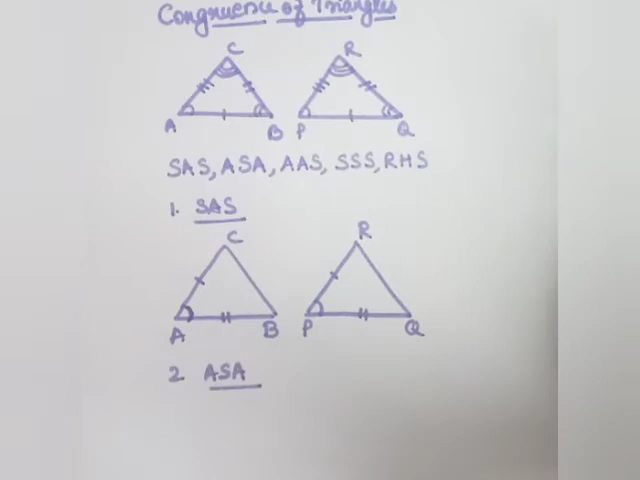 Congruence of Triangles
C R
A B P Q
SAS, ASA, AAS, SSS, RHS
1. SAS
C R
A B P Q
2 ASA